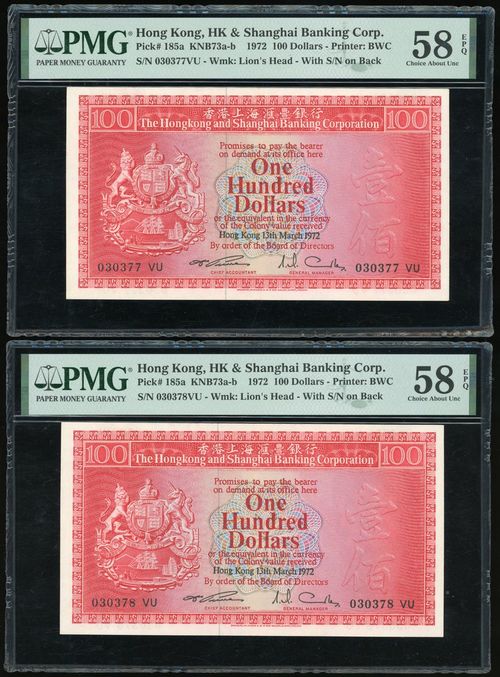 PMG
PAPER MONEY GUARANTY
Hong Kong, HK & Shanghai Banking Corp.
Pick# 185a KNB73a-b 1972 100 Dollars - Printer: BWC
S/N 030377VU - Wmk: Lion's Head - With S/N on Back
58 EPQ
Choice About Unc
100 香港上海滙豐銀行 100
The Hongkong and Shanghai Banking Corporation
Promises to pay the bearer
on demand at its office here
One
Hundred
Dollars
or the equivalent in the currency
of the Colony value received
Hong Kong 13th March 1972
By order of the Board of Directors
壹佰
030377 VU
030377 VU
CHIEF ACCOUNTANT GENERAL MANAGER
PMG
PAPER MONEY GUARANTY
Hong Kong, HK & Shanghai Banking Corp.
Pick# 185a KNB73a-b 1972 100 Dollars - Printer: BWC
S/N 030378VU - Wmk: Lion's Head - With S/N on Back
58 EPQ
Choice About Unc
100 香港上海滙豐銀行 100
The Hongkong and Shanghai Banking Corporation
Promises to pay the bearer
on demand at its office here
One
Hundred
Dollars
or the equivalent in the currency
of the Colony value received
Hong Kong 13th March 1972
By order of the Board of Directors
壹佰
030378 VU
030378 VU
CHIEF ACCOUNTANT GENERAL MANAGER